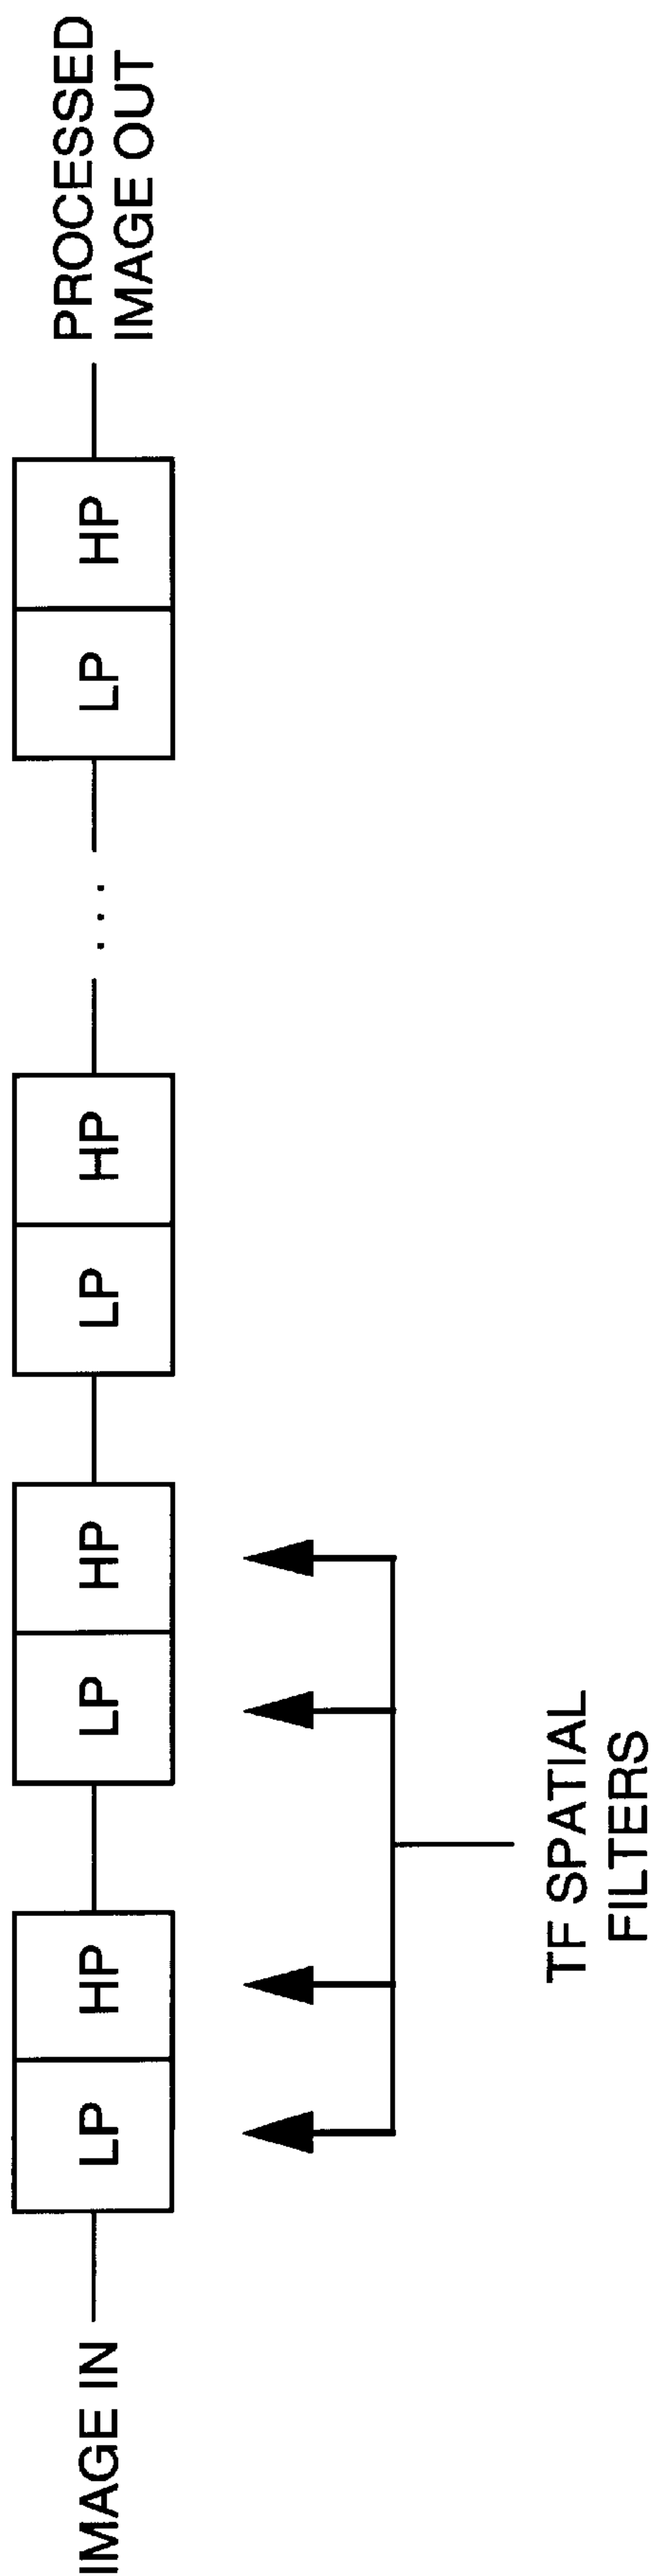 IMAGE IN
LP
HP
LP
HP
LP
HP
...
LP
HP
PROCESSED
IMAGE OUT
TF SPATIAL
FILTERS